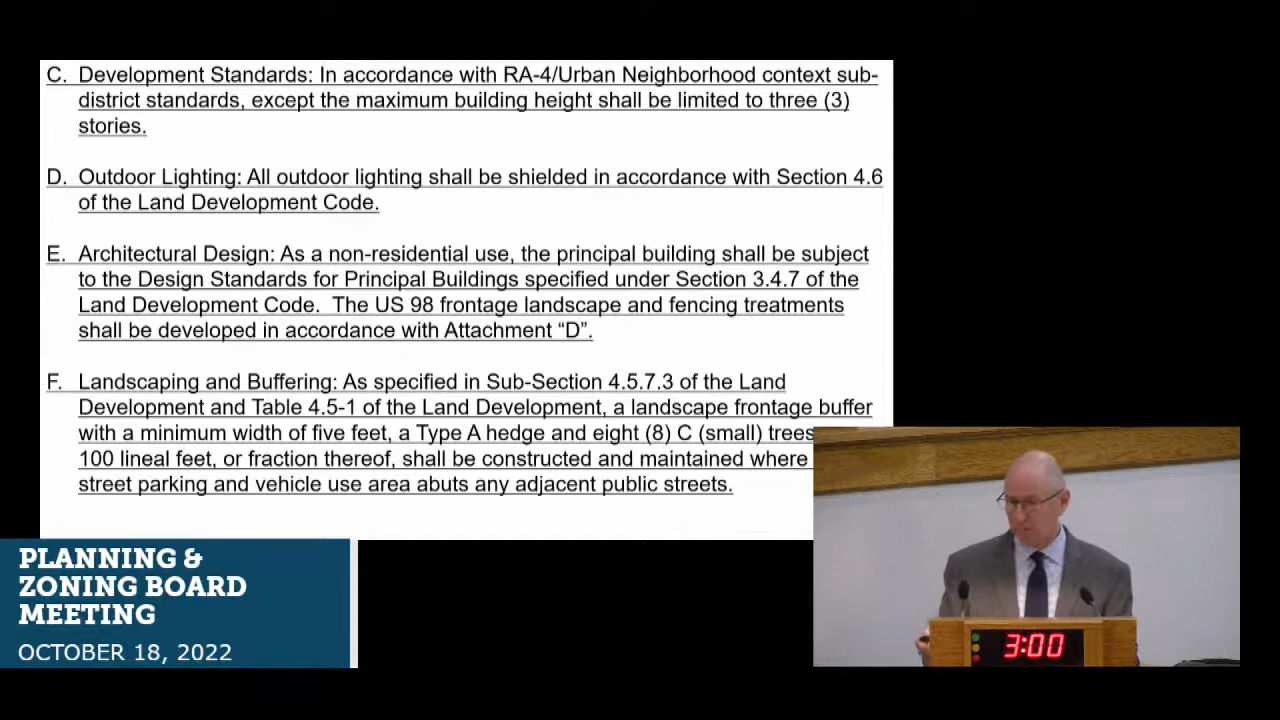 C. Development Standards: In accordance with RA-4/Urban Neighborhood context sub-
district standards, except the maximum building height shall be limited to three (3)
stories.
D. Outdoor Lighting: All outdoor lighting shall be shielded in accordance with Section 4.6
of the Land Development Code.
E. Architectural Design: As a non-residential use, the principal building shall be subject
to the Design Standards for Principal Buildings specified under Section 3.4.7 of the
Land Development Code. The US 98 frontage landscape and fencing treatments
shall be developed in accordance with Attachment “D”.
F. Landscaping and Buffering: As specified in Sub-Section 4.5.7.3 of the Land
Development and Table 4.5-1 of the Land Development, a landscape frontage buffer
with a minimum width of five feet, a Type A hedge and eight (8) C (small) trees
100 lineal feet, or fraction thereof, shall be constructed and maintained where
street parking and vehicle use area abuts any adjacent public streets.
PLANNING &
ZONING BOARD
MEETING
OCTOBER 18, 2022
3:00